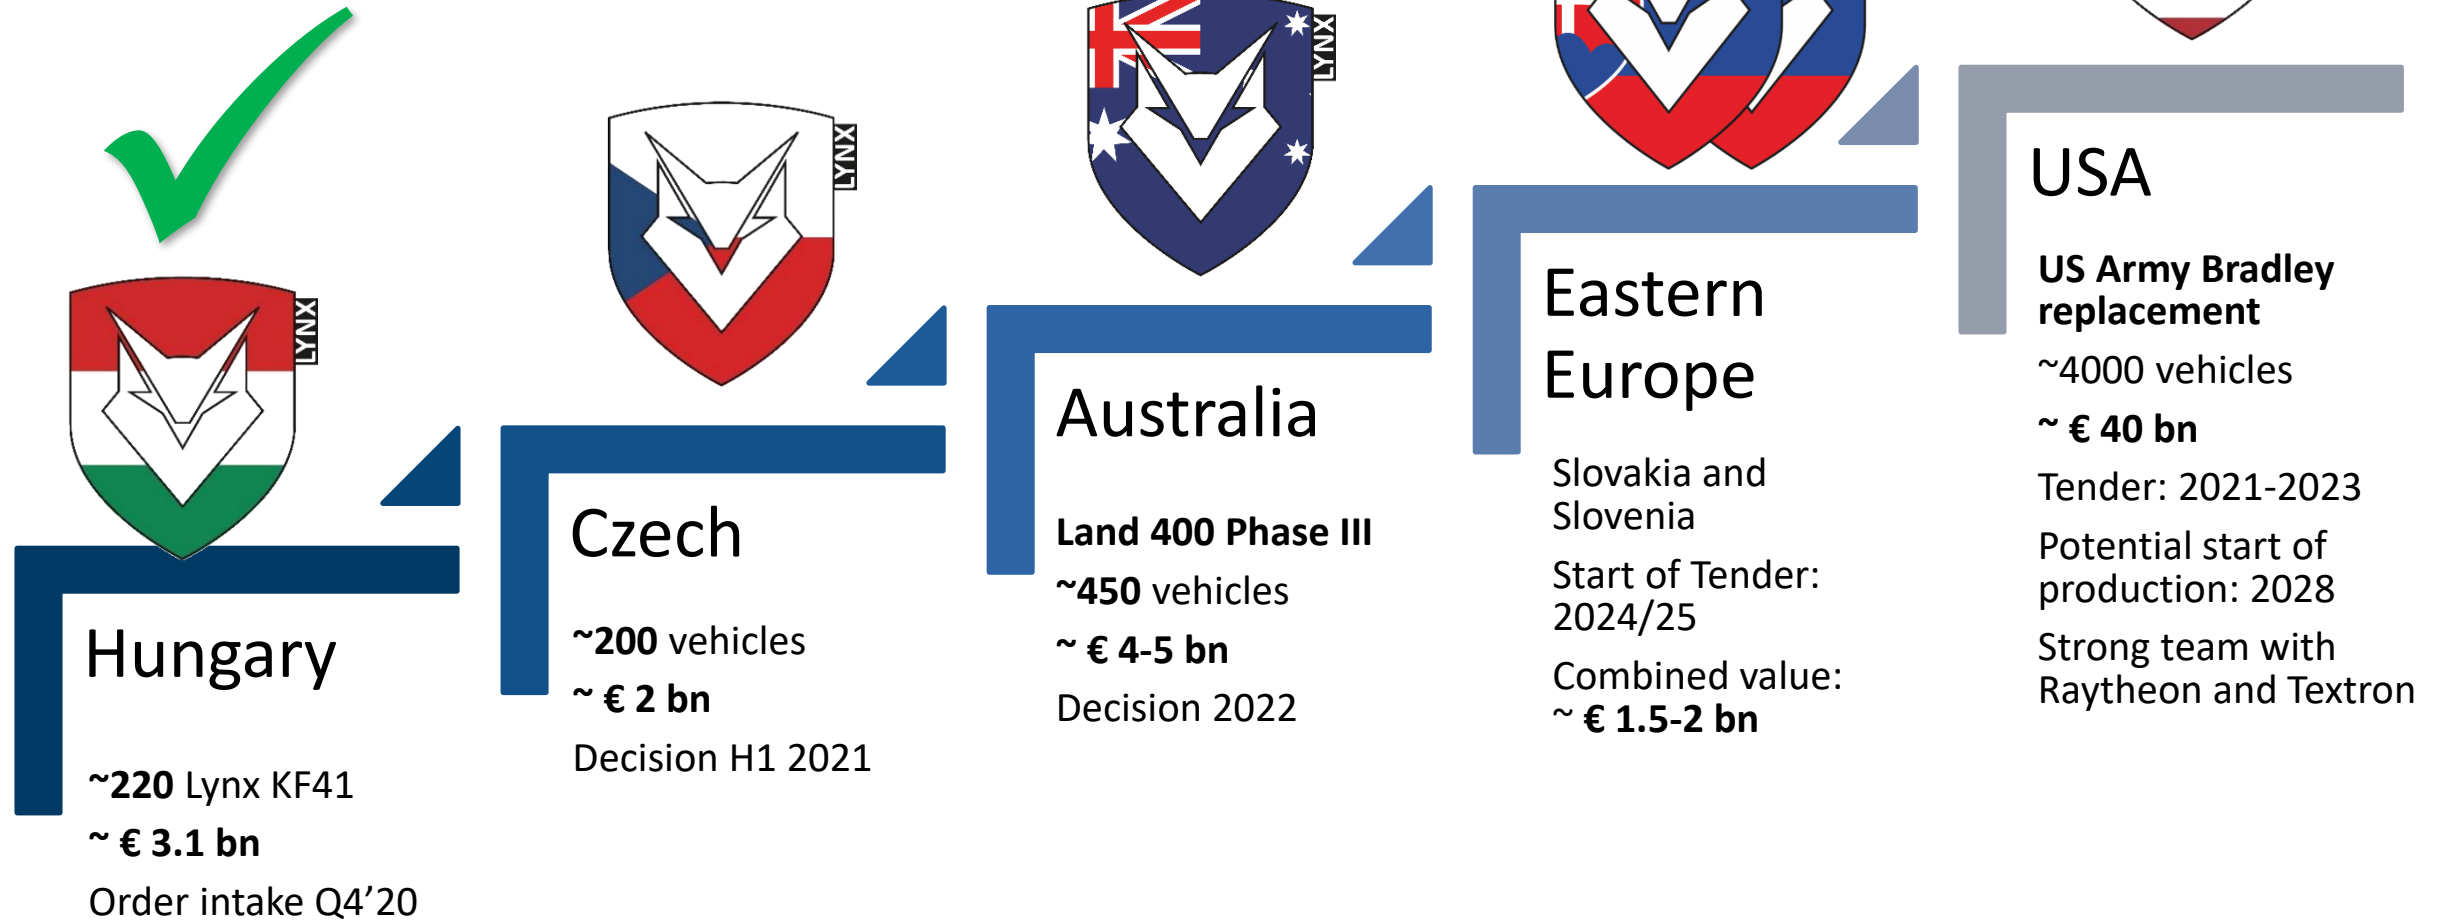 LYNX
Hungary
~220 Lynx KF41
~ € 3.1 bn
Order intake Q4’20
LYNX
Czech
~200 vehicles
~ € 2 bn
Decision H1 2021
LYNX
Australia
Land 400 Phase III
~450 vehicles
~ € 4-5 bn
Decision 2022
Eastern
Europe
Slovakia and
Slovenia
Start of Tender:
2024/25
Combined value:
~ € 1.5-2 bn
USA
US Army Bradley
replacement
~4000 vehicles
~ € 40 bn
Tender: 2021-2023
Potential start of
production: 2028
Strong team with
Raytheon and Textron